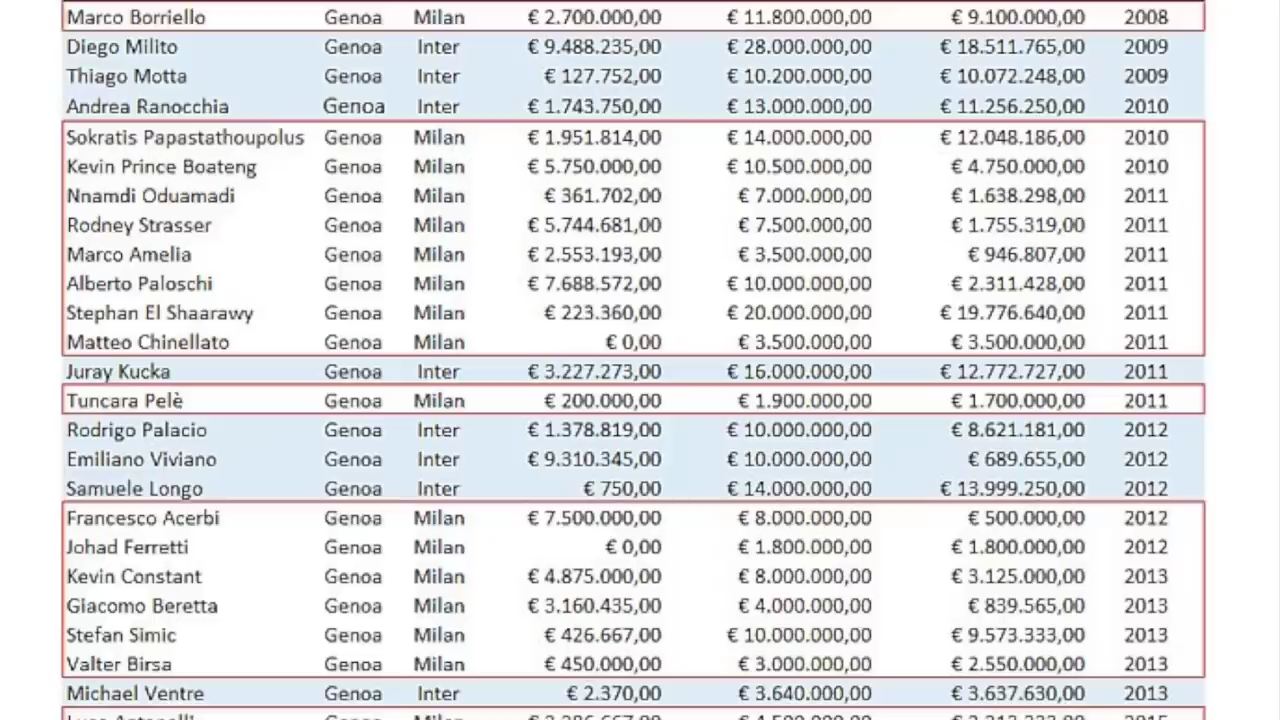 Marco Borriello Genoa Milan € 2.700.000,00 € 11.800.000,00 € 9.100.000,00 2008
Diego Milito Genoa Inter € 9.488.235,00 € 28.000.000,00 € 18.511.765,00 2009
Thiago Motta Genoa Inter € 127.752,00 € 10.200.000,00 € 10.072.248,00 2009
Andrea Ranocchia Genoa Inter € 1.743.750,00 € 13.000.000,00 € 11.256.250,00 2010
Sokratis Papastathoupolus Genoa Milan € 1.951.814,00 € 14.000.000,00 € 12.048.186,00 2010
Kevin Prince Boateng Genoa Milan € 5.750.000,00 € 10.500.000,00 € 4.750.000,00 2010
Nnamdi Oduamadi Genoa Milan € 361.702,00 € 7.000.000,00 € 1.638.298,00 2011
Rodney Strasser Genoa Milan € 5.744.681,00 € 7.500.000,00 € 1.755.319,00 2011
Marco Amelia Genoa Milan € 2.553.193,00 € 3.500.000,00 € 946.807,00 2011
Alberto Paloschi Genoa Milan € 7.688.572,00 € 10.000.000,00 € 2.311.428,00 2011
Stephan El Shaarawy Genoa Milan € 223.360,00 € 20.000.000,00 € 19.776.640,00 2011
Matteo Chinellato Genoa Milan € 0,00 € 3.500.000,00 € 3.500.000,00 2011
Juray Kucka Genoa Inter € 3.227.273,00 € 16.000.000,00 € 12.772.727,00 2011
Tuncara Pelè Genoa Milan € 200.000,00 € 1.900.000,00 € 1.700.000,00 2011
Rodrigo Palacio Genoa Inter € 1.378.819,00 € 10.000.000,00 € 8.621.181,00 2012
Emiliano Viviano Genoa Inter € 9.310.345,00 € 10.000.000,00 € 689.655,00 2012
Samuele Longo Genoa Inter € 750,00 € 14.000.000,00 € 13.999.250,00 2012
Francesco Acerbi Genoa Milan € 7.500.000,00 € 8.000.000,00 € 500.000,00 2012
Johad Ferretti Genoa Milan € 0,00 € 1.800.000,00 € 1.800.000,00 2012
Kevin Constant Genoa Milan € 4.875.000,00 € 8.000.000,00 € 3.125.000,00 2013
Giacomo Beretta Genoa Milan € 3.160.435,00 € 4.000.000,00 € 839.565,00 2013
Stefan Simic Genoa Milan € 426.667,00 € 10.000.000,00 € 9.573.333,00 2013
Valter Birsa Genoa Milan € 450.000,00 € 3.000.000,00 € 2.550.000,00 2013
Michael Ventre Genoa Inter € 2.370,00 € 3.640.000,00 € 3.637.630,00 2013